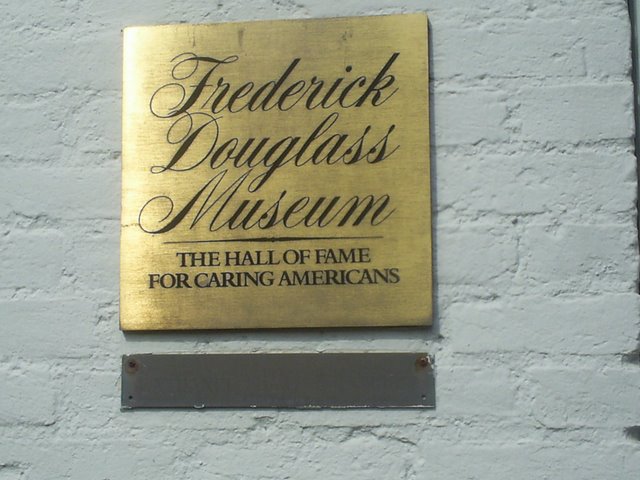 Frederick
Douglass
Museum
THE HALL OF FAME
FOR CARING AMERICANS